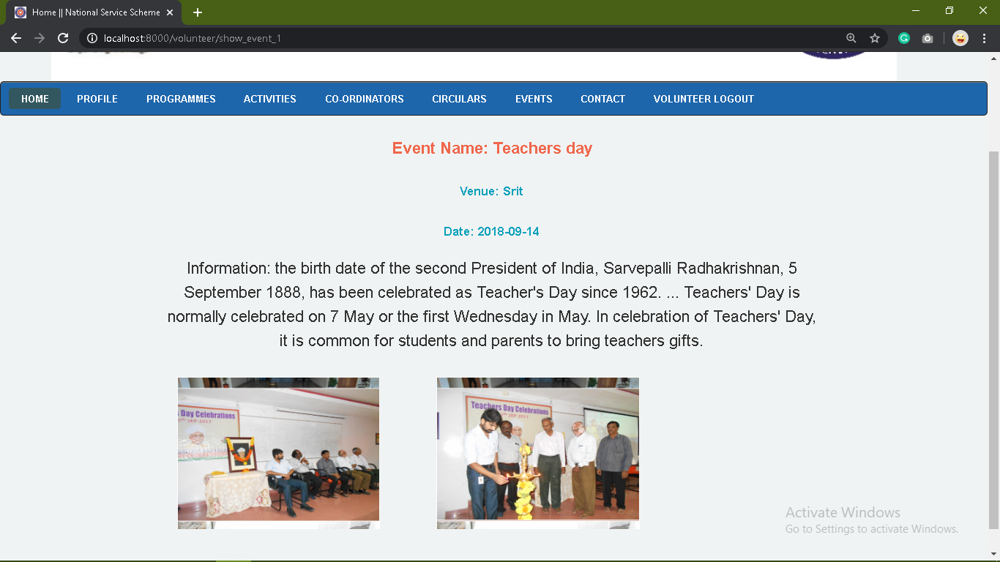 Home || National Service Scheme
localhost:8000/volunteer/show_event_1
HOME PROFILE PROGRAMMES ACTIVITIES CO-ORDINATORS CIRCULARS EVENTS CONTACT VOLUNTEER LOGOUT
Event Name: Teachers day
Venue: Srit
Date: 2018-09-14
Information: the birth date of the second President of India, Sarvepalli Radhakrishnan, 5
September 1888, has been celebrated as Teacher's Day since 1962. ... Teachers' Day is
normally celebrated on 7 May or the first Wednesday in May. In celebration of Teachers' Day,
it is common for students and parents to bring teachers gifts.
s Day Celebrations
SEP-2015
Teachers Day Celebrations
Activate Windows
Go to Settings to activate Windows.